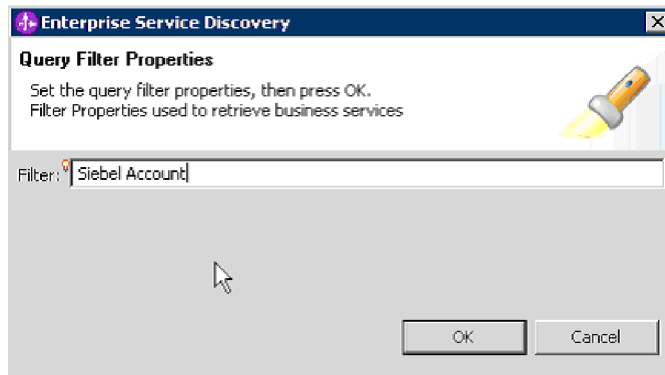 Enterprise Service Discovery
Query Filter Properties
Set the query filter properties, then press OK.
Filter Properties used to retrieve business services
Filter: Siebel Account
OK Cancel